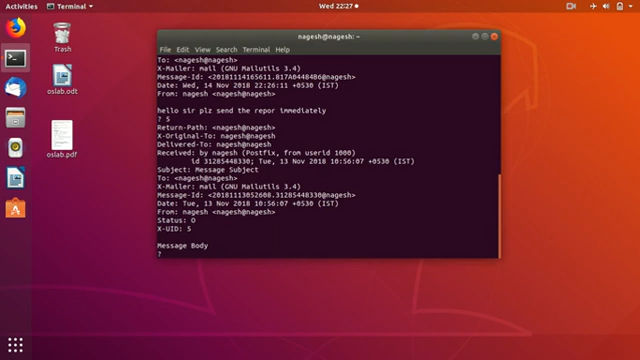 Activities Terminal Wed 22:27
nagesh@nagesh: ~
File Edit View Search Terminal Help
To: <nagesh@nagesh>
X-Mailer: mail (GNU Mailutils 3.4)
Message-Id: <20181114165611.817A04484B6@nagesh>
Date: Wed, 14 Nov 2018 22:26:11 +0530 (IST)
From: nagesh <nagesh@nagesh>
hello sir plz send the repor immediately
? 5
Return-Path: <nagesh@nagesh>
X-Original-To: nagesh@nagesh
Delivered-To: nagesh@nagesh
Received: by nagesh (Postfix, from userid 1000)
id 31285448330; Tue, 13 Nov 2018 10:56:07 +0530 (IST)
Subject: Message Subject
To: <nagesh@nagesh>
X-Mailer: mail (GNU Mailutils 3.4)
Message-Id: <20181113052608.31285448330@nagesh>
Date: Tue, 13 Nov 2018 10:56:07 +0530 (IST)
From: nagesh <nagesh@nagesh>
Status: O
X-UID: 5
Message Body
?
Trash
oslab.odt
oslab.pdf